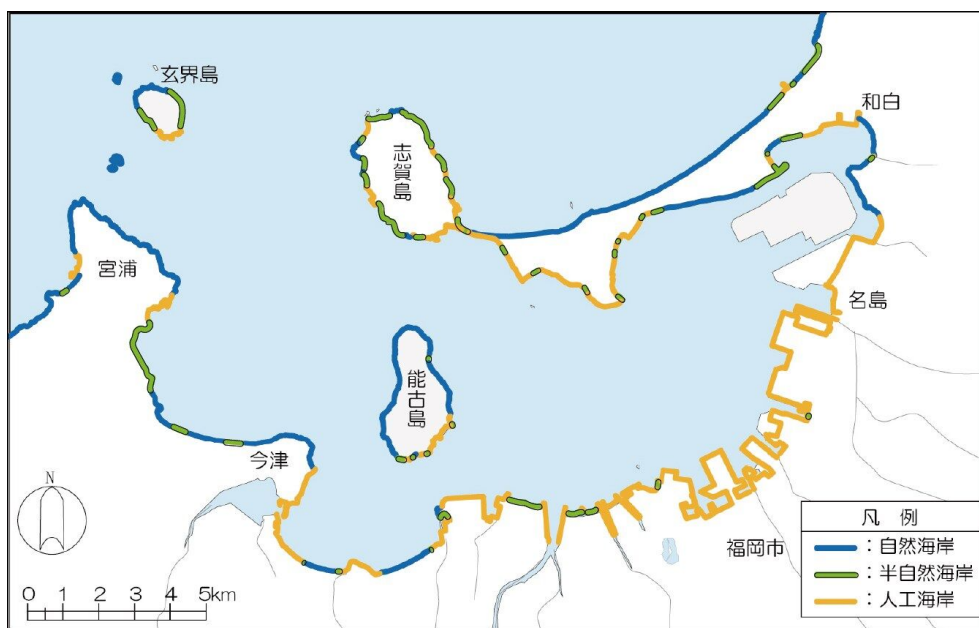 玄界島
和白
志賀島
宮浦
名島
能古島
今津
N
福岡市
凡 例
：自然海岸
：半自然海岸
：人工海岸
0 1 2 3 4 5km